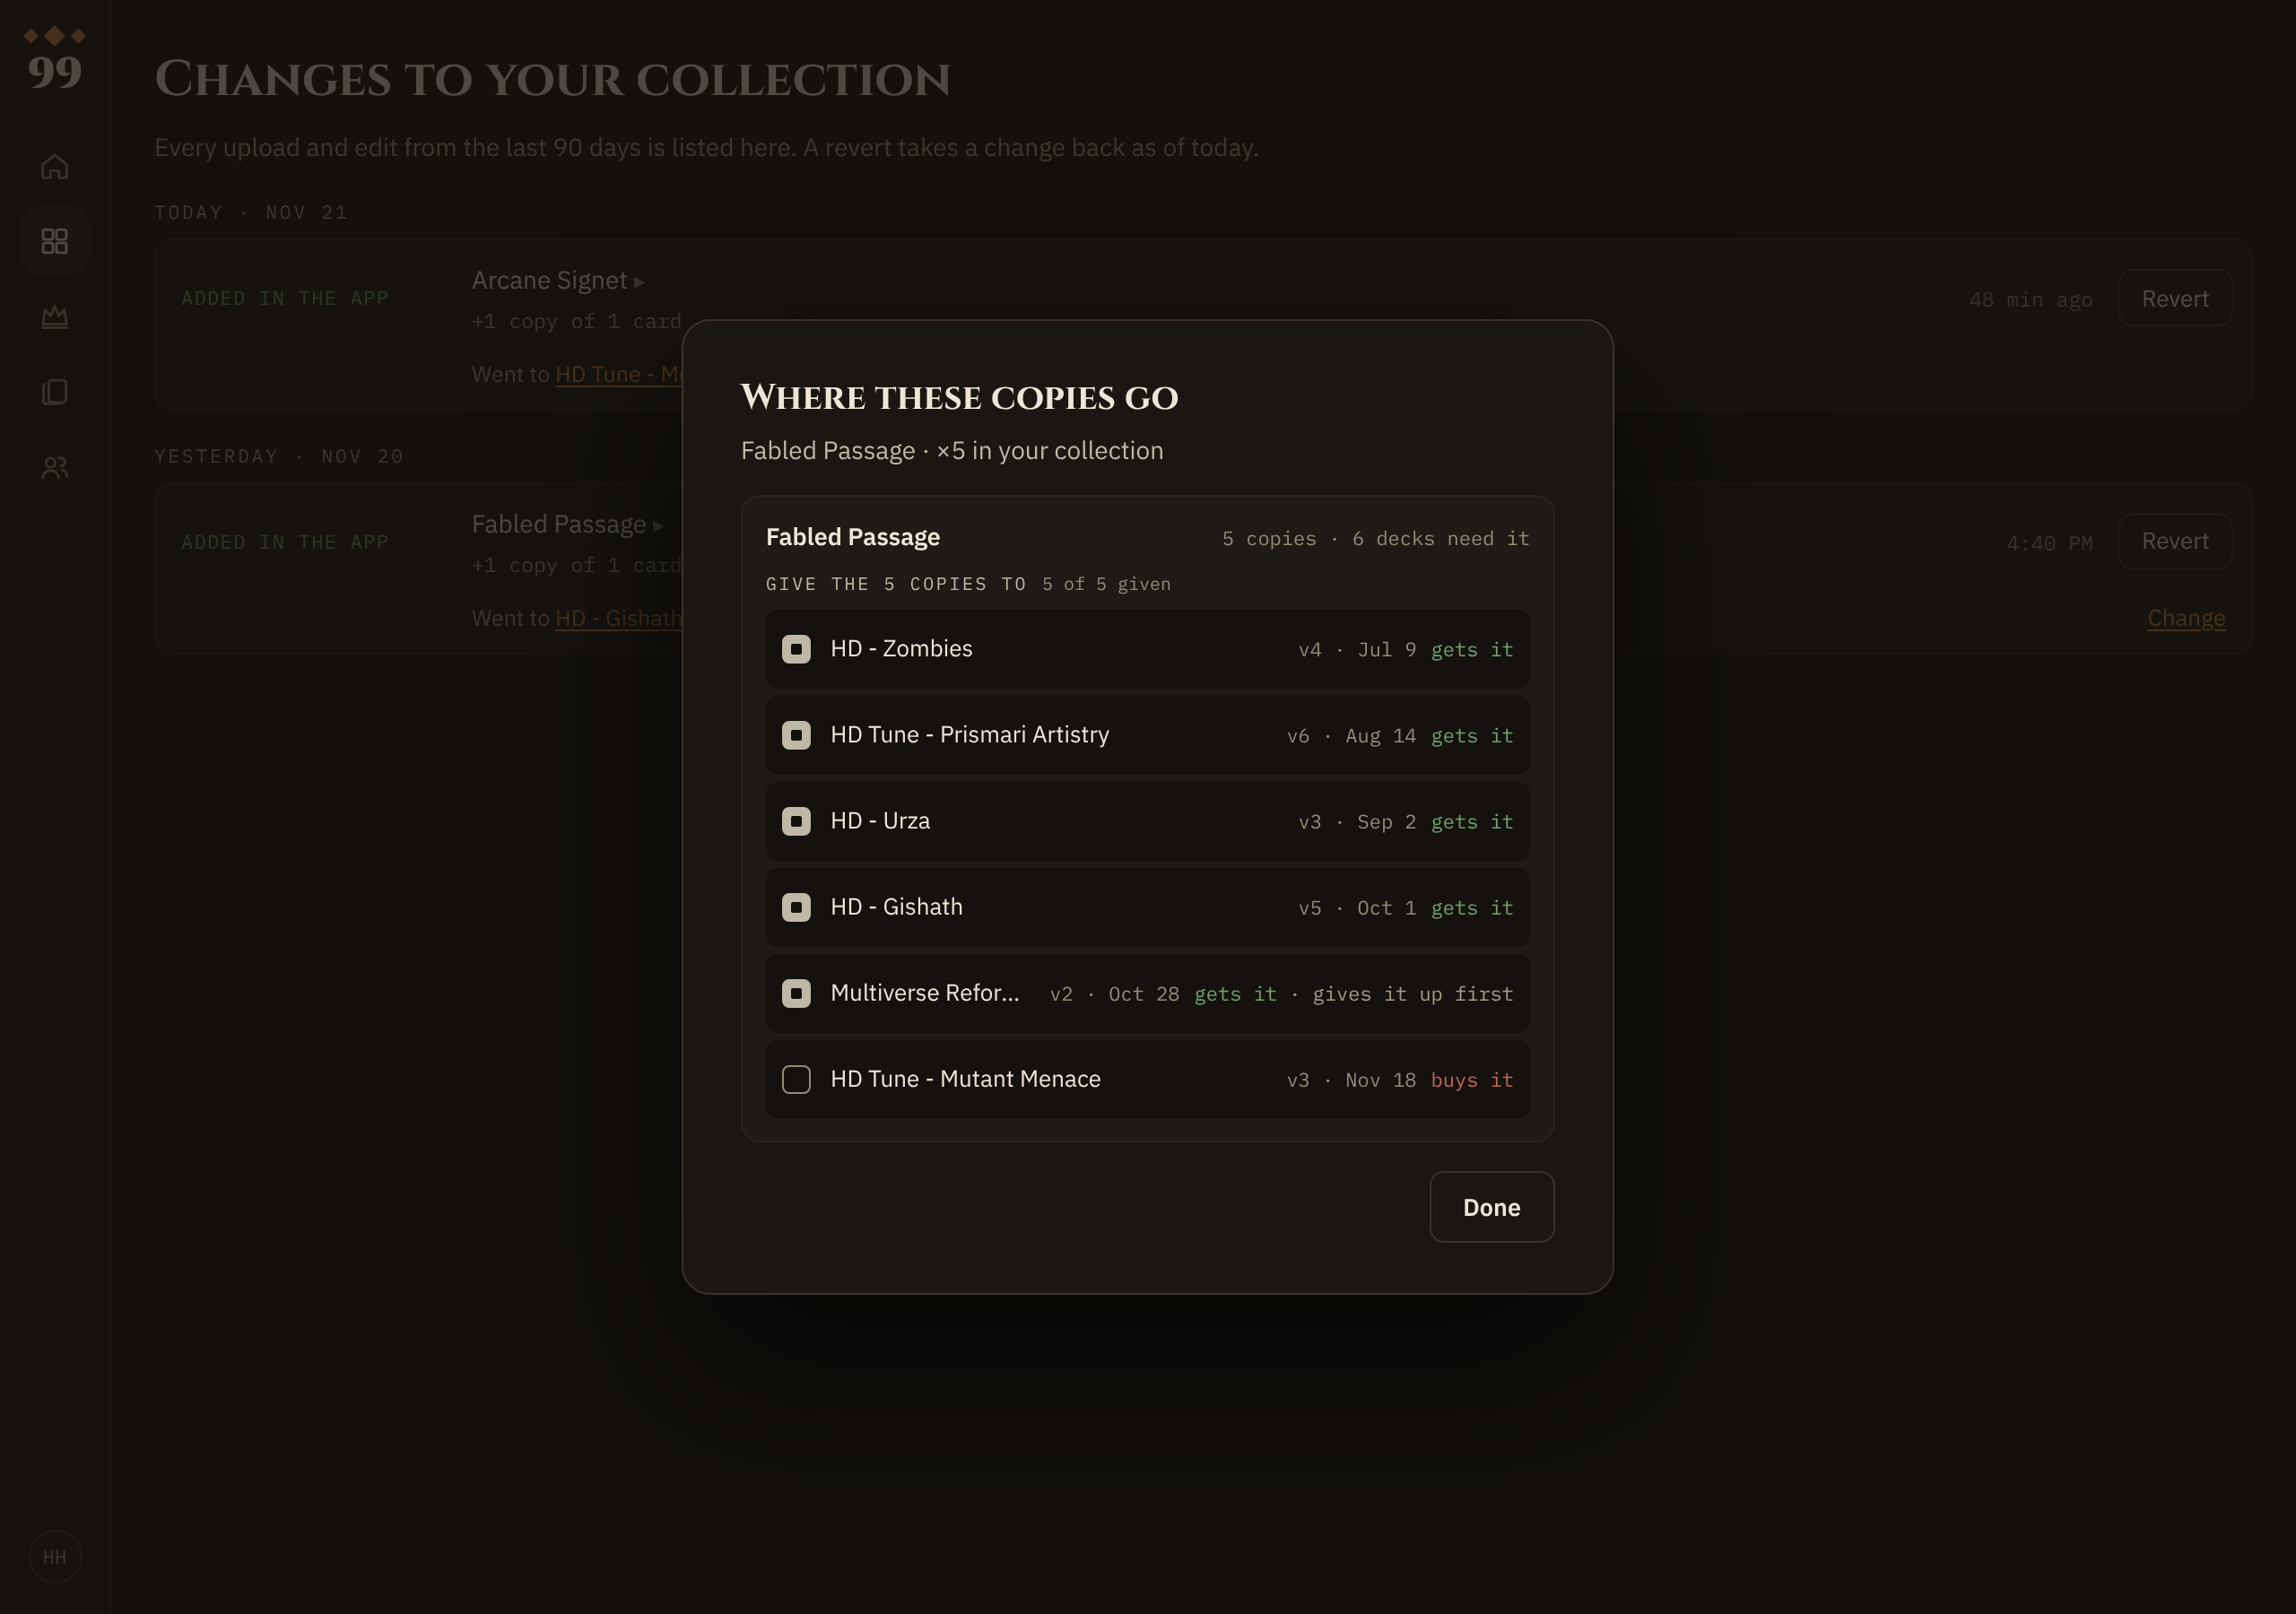 99
Changes to your collection
Every upload and edit from the last 90 days is listed here. A revert takes a change back as of today.
TODAY · NOV 21
ADDED IN THE APP
Arcane Signet ▸
+1 copy of 1 card
Went to HD Tune - Mu
48 min ago
Revert
YESTERDAY · NOV 20
ADDED IN THE APP
Fabled Passage ▸
+1 copy of 1 card
Went to HD - Gishath
4:40 PM
Revert
Change
Where these copies go
Fabled Passage · ×5 in your collection
Fabled Passage
5 copies · 6 decks need it
GIVE THE 5 COPIES TO 5 of 5 given
HD - Zombies v4 · Jul 9 gets it
HD Tune - Prismari Artistry v6 · Aug 14 gets it
HD - Urza v3 · Sep 2 gets it
HD - Gishath v5 · Oct 1 gets it
Multiverse Refor... v2 · Oct 28 gets it · gives it up first
HD Tune - Mutant Menace v3 · Nov 18 buys it
Done
HH